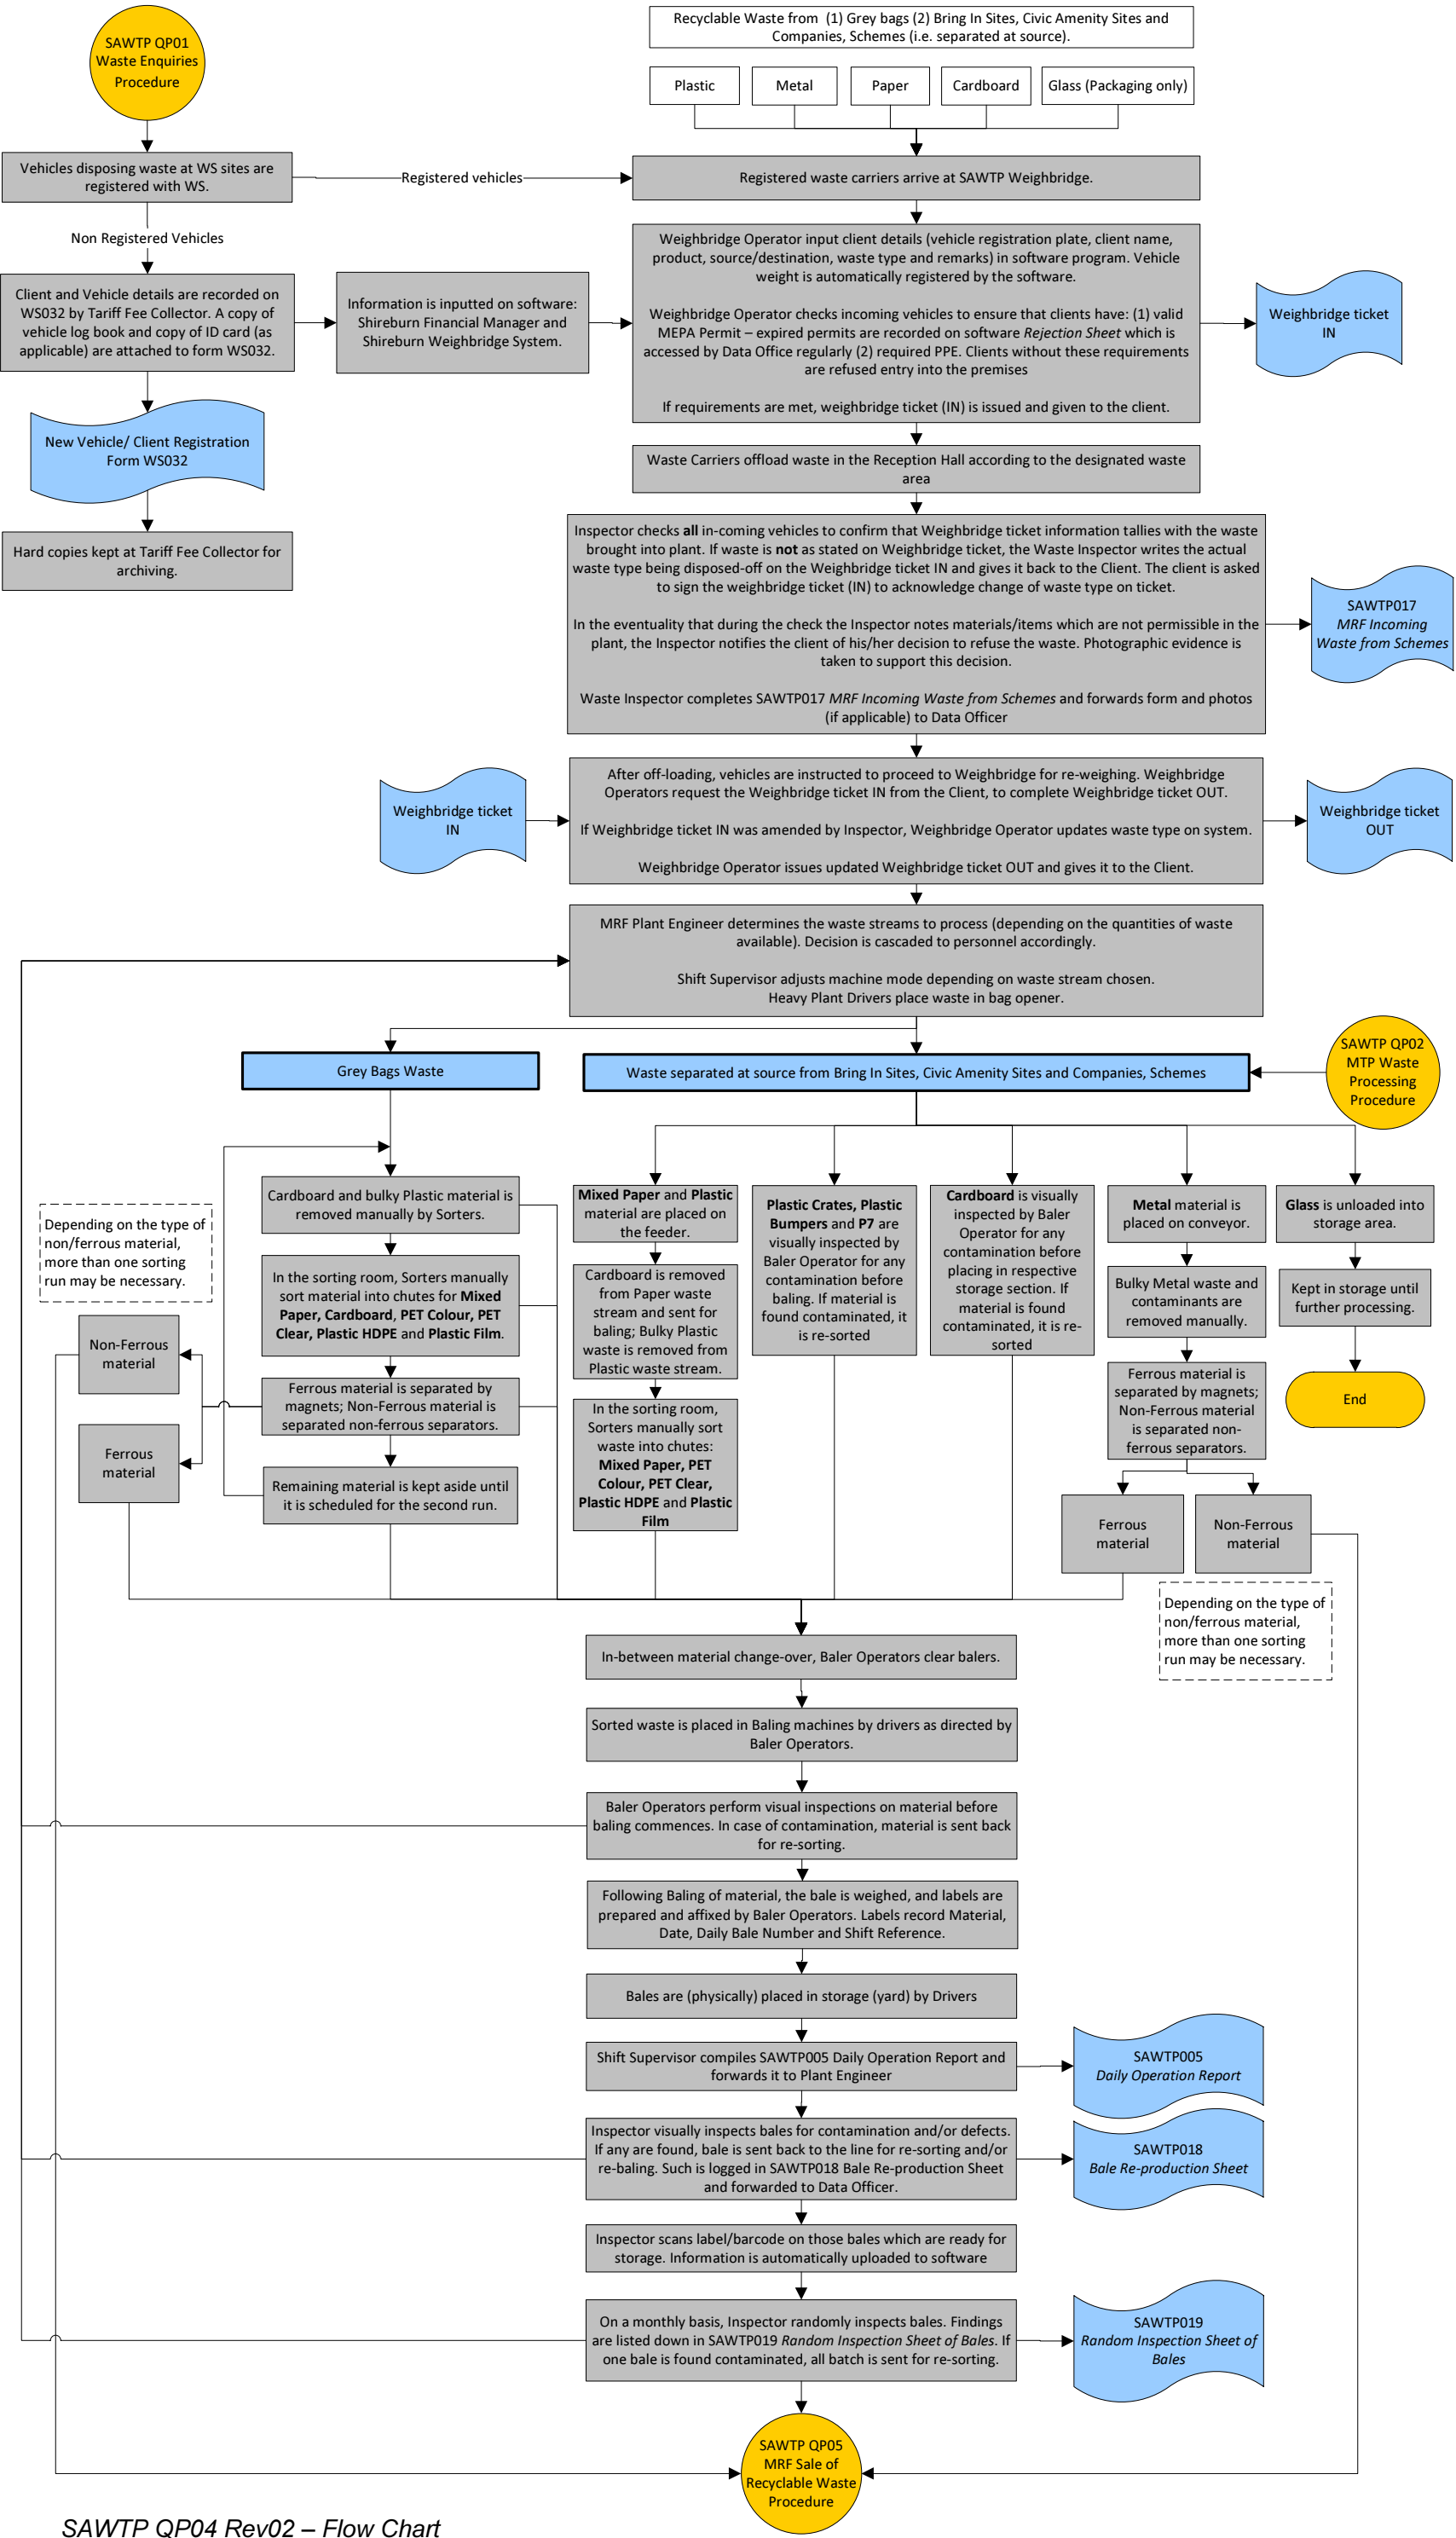 SAWTP QP01
Waste Enquiries
Procedure
Recyclable Waste from  (1) Grey bags (2) Bring In Sites, Civic Amenity Sites and
Companies, Schemes (i.e. separated at source).
Plastic
Metal
Paper
Cardboard
Glass (Packaging only)
Vehicles disposing waste at WS sites are
registered with WS.
Registered vehicles
Registered waste carriers arrive at SAWTP Weighbridge.
Non Registered Vehicles
Client and Vehicle details are recorded on
WS032 by Tariff Fee Collector. A copy of
vehicle log book and copy of ID card (as
applicable) are attached to form WS032.
Information is inputted on software:
Shireburn Financial Manager and
Shireburn Weighbridge System.
Weighbridge Operator input client details (vehicle registration plate, client name,
product, source/destination, waste type and remarks) in software program. Vehicle
weight is automatically registered by the software.
Weighbridge Operator checks incoming vehicles to ensure that clients have: (1) valid
MEPA Permit – expired permits are recorded on software Rejection Sheet which is
accessed by Data Office regularly (2) required PPE. Clients without these requirements
are refused entry into the premises
If requirements are met, weighbridge ticket (IN) is issued and given to the client.
Weighbridge ticket
IN
New Vehicle/ Client Registration
Form WS032
Hard copies kept at Tariff Fee Collector for
archiving.
Waste Carriers offload waste in the Reception Hall according to the designated waste
area
Inspector checks all in-coming vehicles to confirm that Weighbridge ticket information tallies with the waste
brought into plant. If waste is not as stated on Weighbridge ticket, the Waste Inspector writes the actual
waste type being disposed-off on the Weighbridge ticket IN and gives it back to the Client. The client is asked
to sign the weighbridge ticket (IN) to acknowledge change of waste type on ticket.
In the eventuality that during the check the Inspector notes materials/items which are not permissible in the
plant, the Inspector notifies the client of his/her decision to refuse the waste. Photographic evidence is
taken to support this decision.
Waste Inspector completes SAWTP017 MRF Incoming Waste from Schemes and forwards form and photos
(if applicable) to Data Officer
SAWTP017
MRF Incoming
Waste from Schemes
Weighbridge ticket
IN
After off-loading, vehicles are instructed to proceed to Weighbridge for re-weighing. Weighbridge
Operators request the Weighbridge ticket IN from the Client, to complete Weighbridge ticket OUT.
If Weighbridge ticket IN was amended by Inspector, Weighbridge Operator updates waste type on system.
Weighbridge Operator issues updated Weighbridge ticket OUT and gives it to the Client.
Weighbridge ticket
OUT
MRF Plant Engineer determines the waste streams to process (depending on the quantities of waste
available). Decision is cascaded to personnel accordingly.
Shift Supervisor adjusts machine mode depending on waste stream chosen.
Heavy Plant Drivers place waste in bag opener.
Grey Bags Waste
Waste separated at source from Bring In Sites, Civic Amenity Sites and Companies, Schemes
SAWTP QP02
MTP Waste
Processing
Procedure
Depending on the type of
non/ferrous material,
more than one sorting
run may be necessary.
Non-Ferrous
material
Ferrous
material
Cardboard and bulky Plastic material is
removed manually by Sorters.
In the sorting room, Sorters manually
sort material into chutes for Mixed
Paper, Cardboard, PET Colour, PET
Clear, Plastic HDPE and Plastic Film.
Ferrous material is separated by
magnets; Non-Ferrous material is
separated non-ferrous separators.
Remaining material is kept aside until
it is scheduled for the second run.
Mixed Paper and Plastic
material are placed on
the feeder.
Cardboard is removed
from Paper waste
stream and sent for
baling; Bulky Plastic
waste is removed from
Plastic waste stream.
In the sorting room,
Sorters manually sort
waste into chutes:
Mixed Paper, PET
Colour, PET Clear,
Plastic HDPE and Plastic
Film
Plastic Crates, Plastic
Bumpers and P7 are
visually inspected by
Baler Operator for any
contamination before
baling. If material is
found contaminated, it
is re-sorted
Cardboard is visually
inspected by Baler
Operator for any
contamination before
placing in respective
storage section. If
material is found
contaminated, it is re-
sorted
Metal material is
placed on conveyor.
Bulky Metal waste and
contaminants are
removed manually.
Ferrous material is
separated by magnets;
Non-Ferrous material
is separated non-
ferrous separators.
Ferrous
material
Non-Ferrous
material
Glass is unloaded into
storage area.
Kept in storage until
further processing.
End
Depending on the type of
non/ferrous material,
more than one sorting
run may be necessary.
In-between material change-over, Baler Operators clear balers.
Sorted waste is placed in Baling machines by drivers as directed by
Baler Operators.
Baler Operators perform visual inspections on material before
baling commences. In case of contamination, material is sent back
for re-sorting.
Following Baling of material, the bale is weighed, and labels are
prepared and affixed by Baler Operators. Labels record Material,
Date, Daily Bale Number and Shift Reference.
Bales are (physically) placed in storage (yard) by Drivers
Shift Supervisor compiles SAWTP005 Daily Operation Report and
forwards it to Plant Engineer
SAWTP005
Daily Operation Report
Inspector visually inspects bales for contamination and/or defects.
If any are found, bale is sent back to the line for re-sorting and/or
re-baling. Such is logged in SAWTP018 Bale Re-production Sheet
and forwarded to Data Officer.
SAWTP018
Bale Re-production Sheet
Inspector scans label/barcode on those bales which are ready for
storage. Information is automatically uploaded to software
On a monthly basis, Inspector randomly inspects bales. Findings
are listed down in SAWTP019 Random Inspection Sheet of Bales. If
one bale is found contaminated, all batch is sent for re-sorting.
SAWTP019
Random Inspection Sheet of
Bales
SAWTP QP05
MRF Sale of
Recyclable Waste
Procedure
SAWTP QP04 Rev02 – Flow Chart